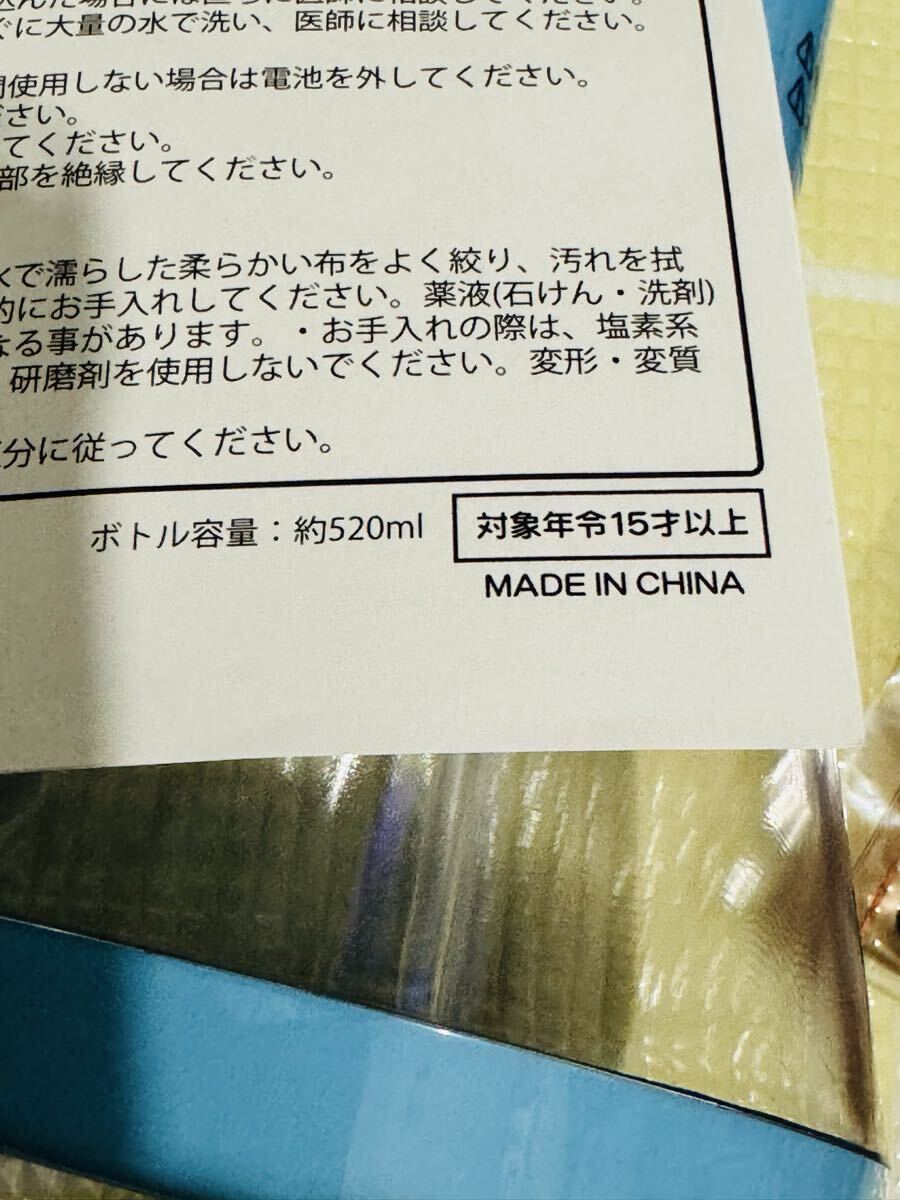 に大量の水で洗い、医師に相談してください。
使用しない場合は電池を外してください。
ださい。
てください。
部を絶縁してください。
水で濡らした柔らかい布をよく絞り、汚れを拭
的にお手入れしてください。薬液(石けん・洗剤)
なる事があります。・お手入れの際は、塩素系
研磨剤を使用しないでください。変形・変質
分に従ってください。
ボトル容量：約520ml
対象年令15才以上
MADE IN CHINA